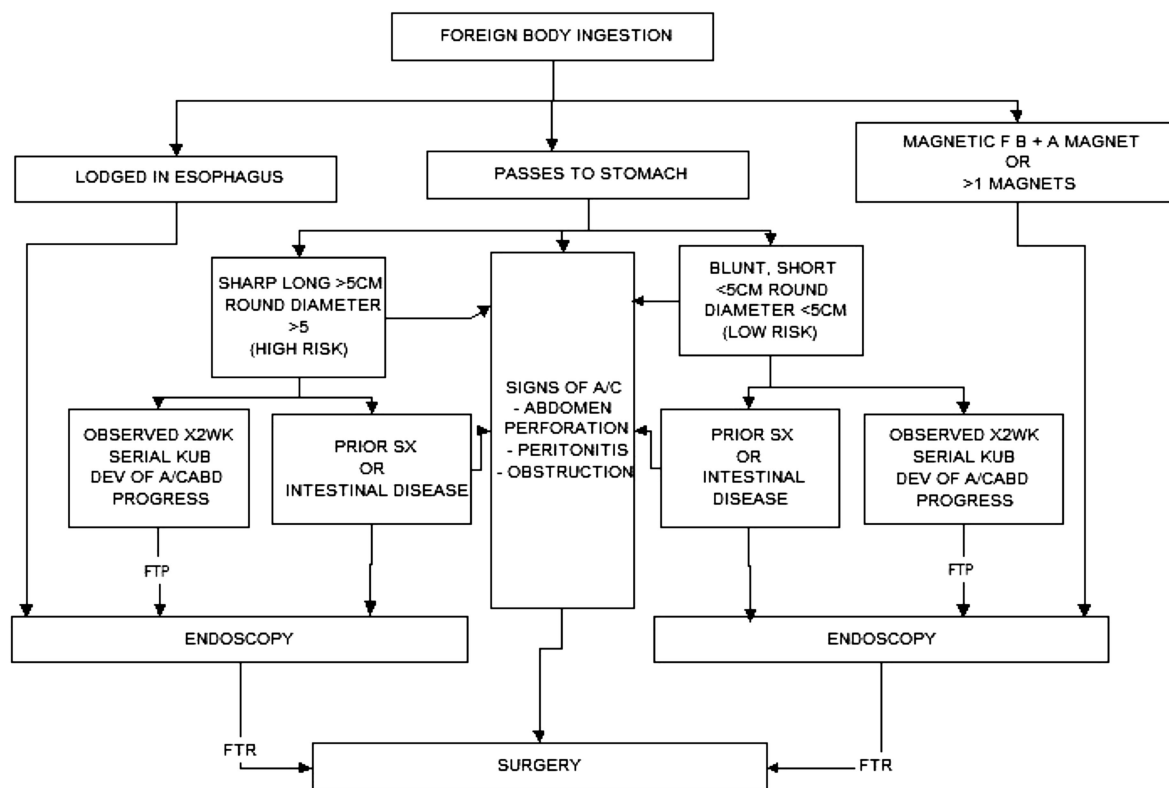 FOREIGN BODY INGESTION
LODGED IN ESOPHAGUS
PASSES TO STOMACH
MAGNETIC F B + A MAGNET
OR
>1 MAGNETS
SHARP LONG >5CM
ROUND DIAMETER
>5
(HIGH RISK)
BLUNT, SHORT
<5CM ROUND
DIAMETER <5CM
(LOW RISK)
SIGNS OF A/C
- ABDOMEN
PERFORATION
- PERITONITIS
- OBSTRUCTION
OBSERVED X2WK
SERIAL KUB
DEV OF A/CABD
PROGRESS
PRIOR SX
OR
INTESTINAL DISEASE
PRIOR SX
OR
INTESTINAL
DISEASE
OBSERVED X2WK
SERIAL KUB
DEV OF A/CABD
PROGRESS
FTP
FTP
ENDOSCOPY
ENDOSCOPY
FTR
FTR
SURGERY